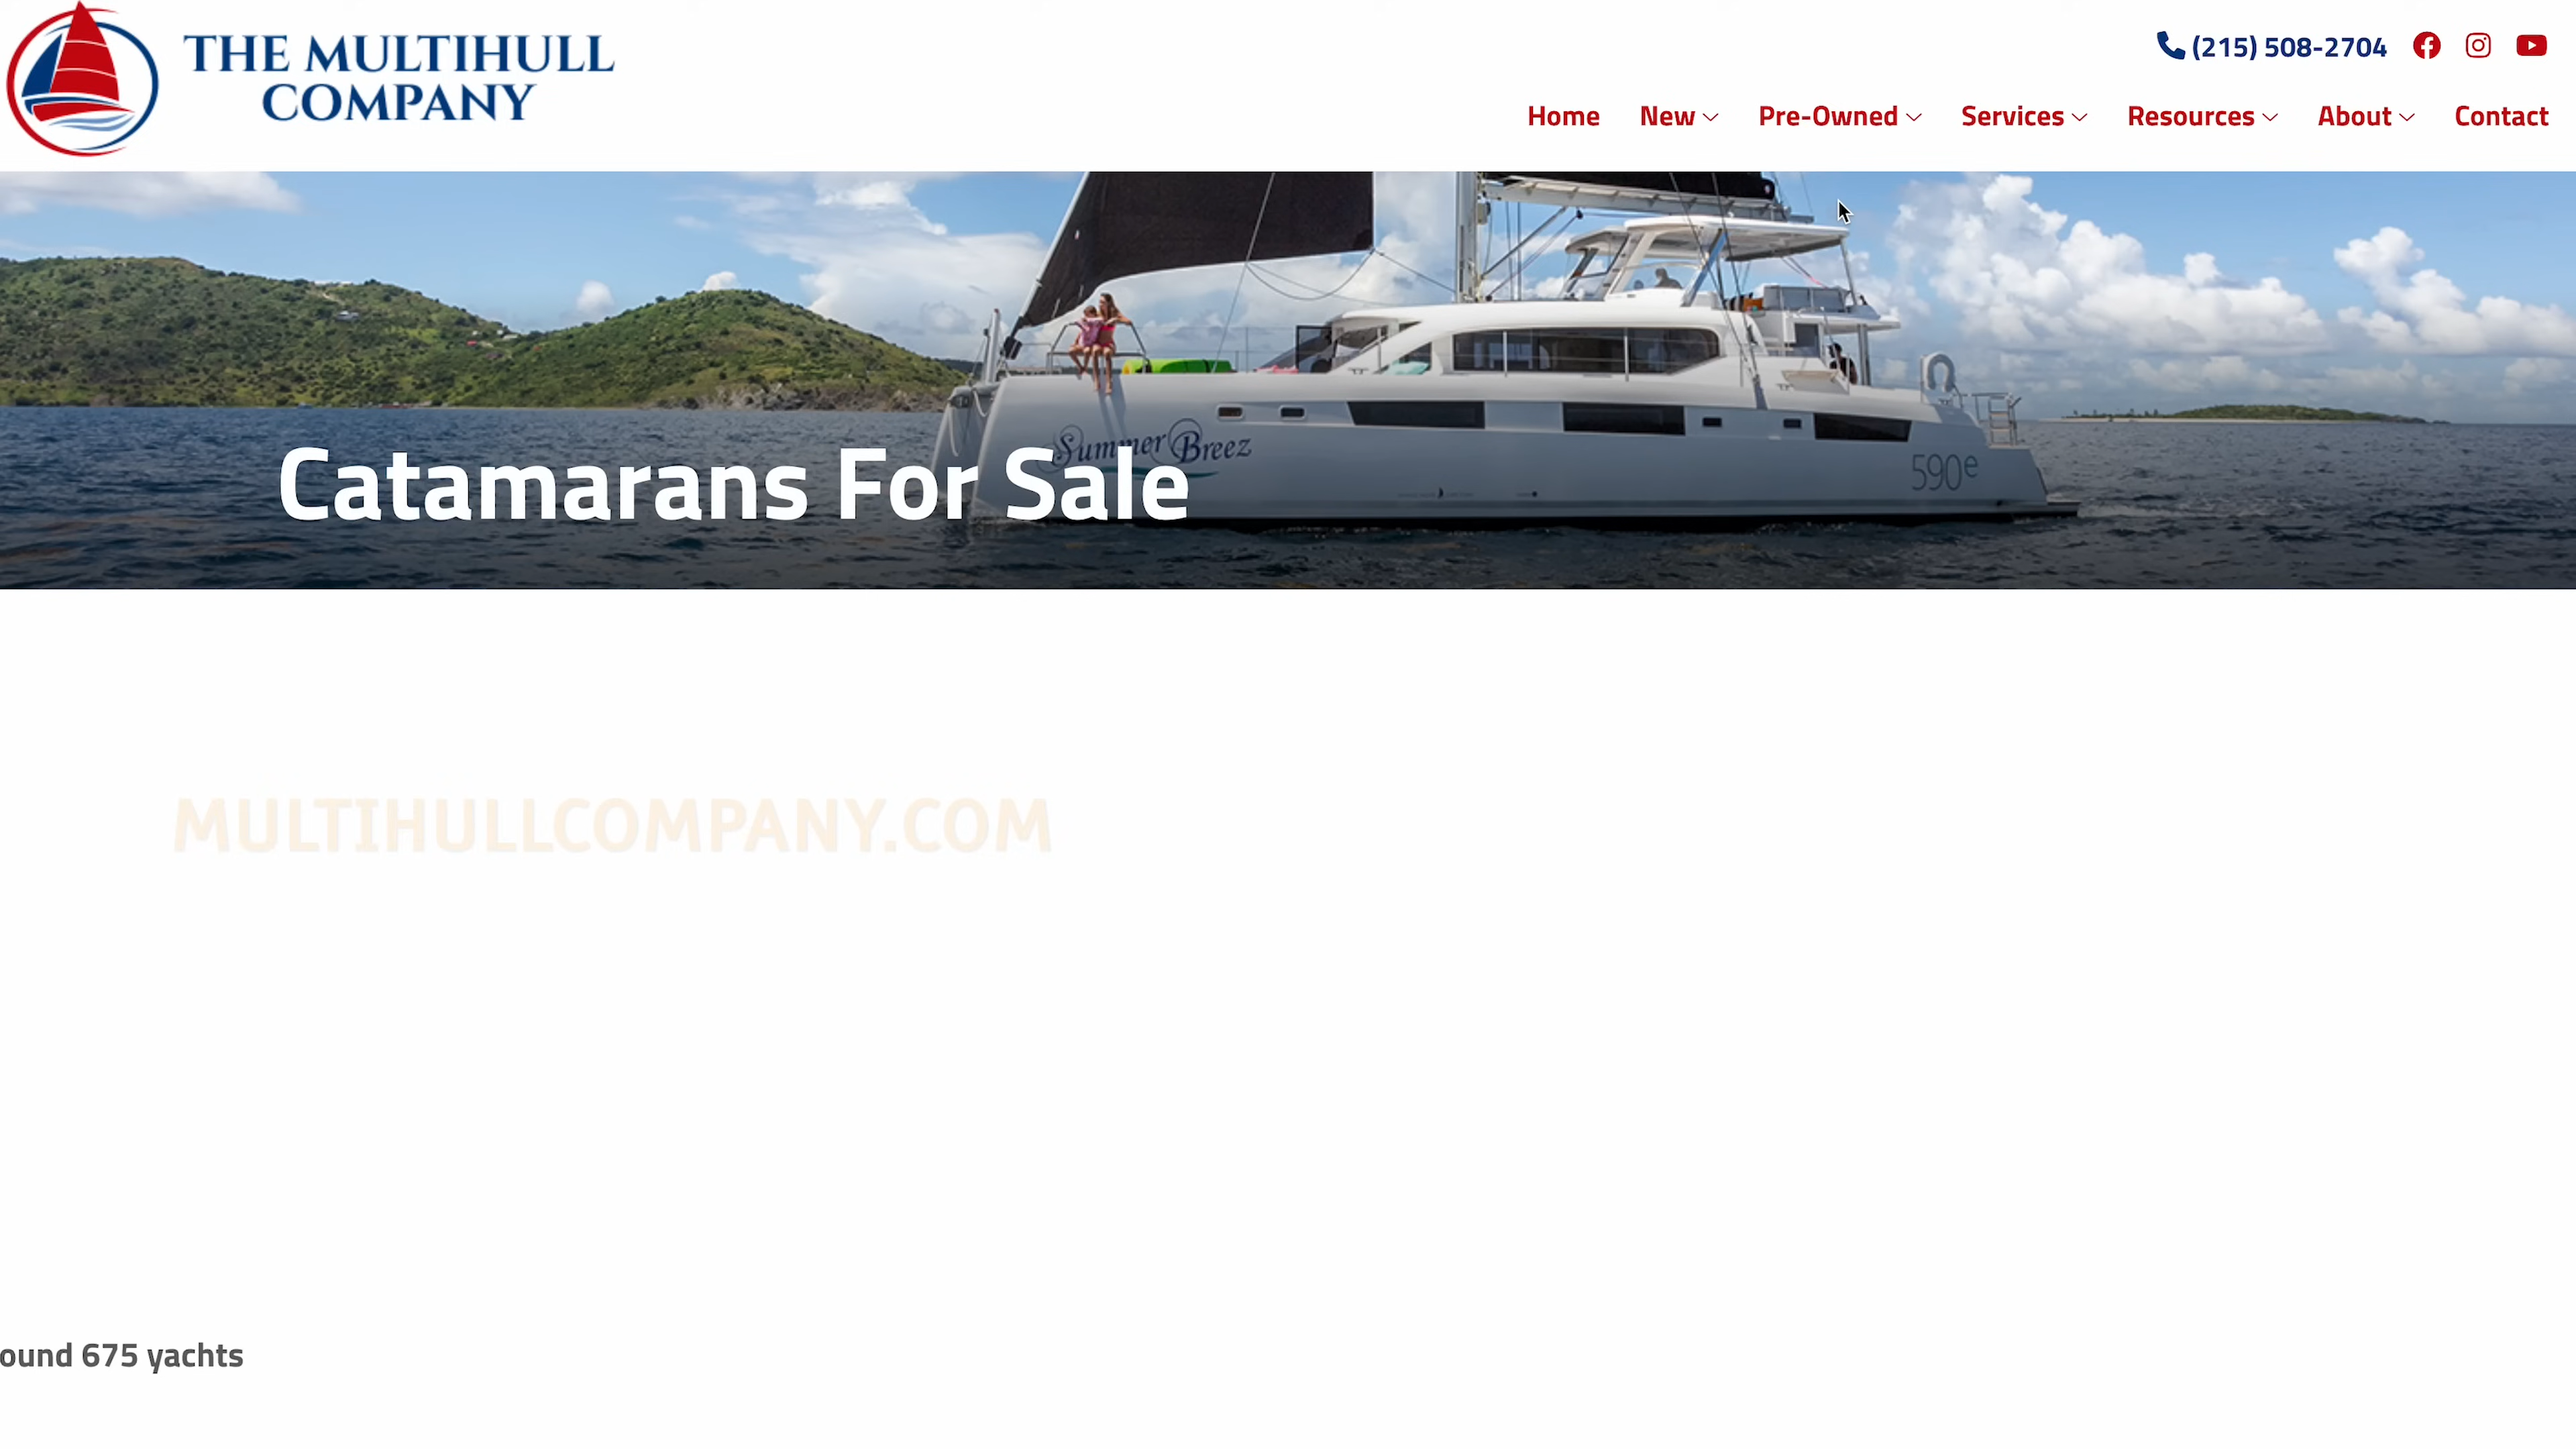 THE MULTIHULL
COMPANY
(215) 508-2704
Home New Pre-Owned Services Resources About Contact
Summer Breez
590e
Catamarans For Sale
MULTIHULLCOMPANY.COM
ound 675 yachts